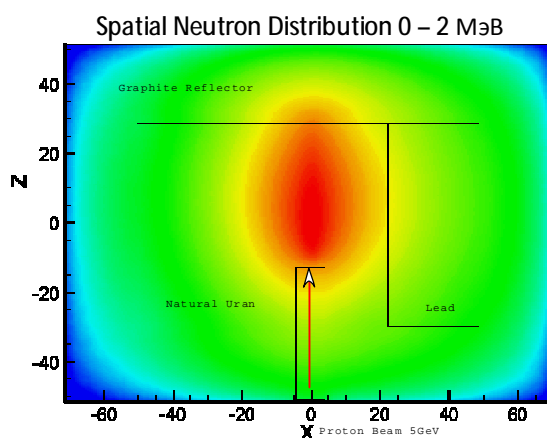 Spatial Neutron Distribution 0 – 2 МэВ
Graphite Reflector
40
20
Z
0
-20
Natural Uran
Lead
-40
-60
-40
-20
0
20
40
60
X
Proton Beam 5GeV